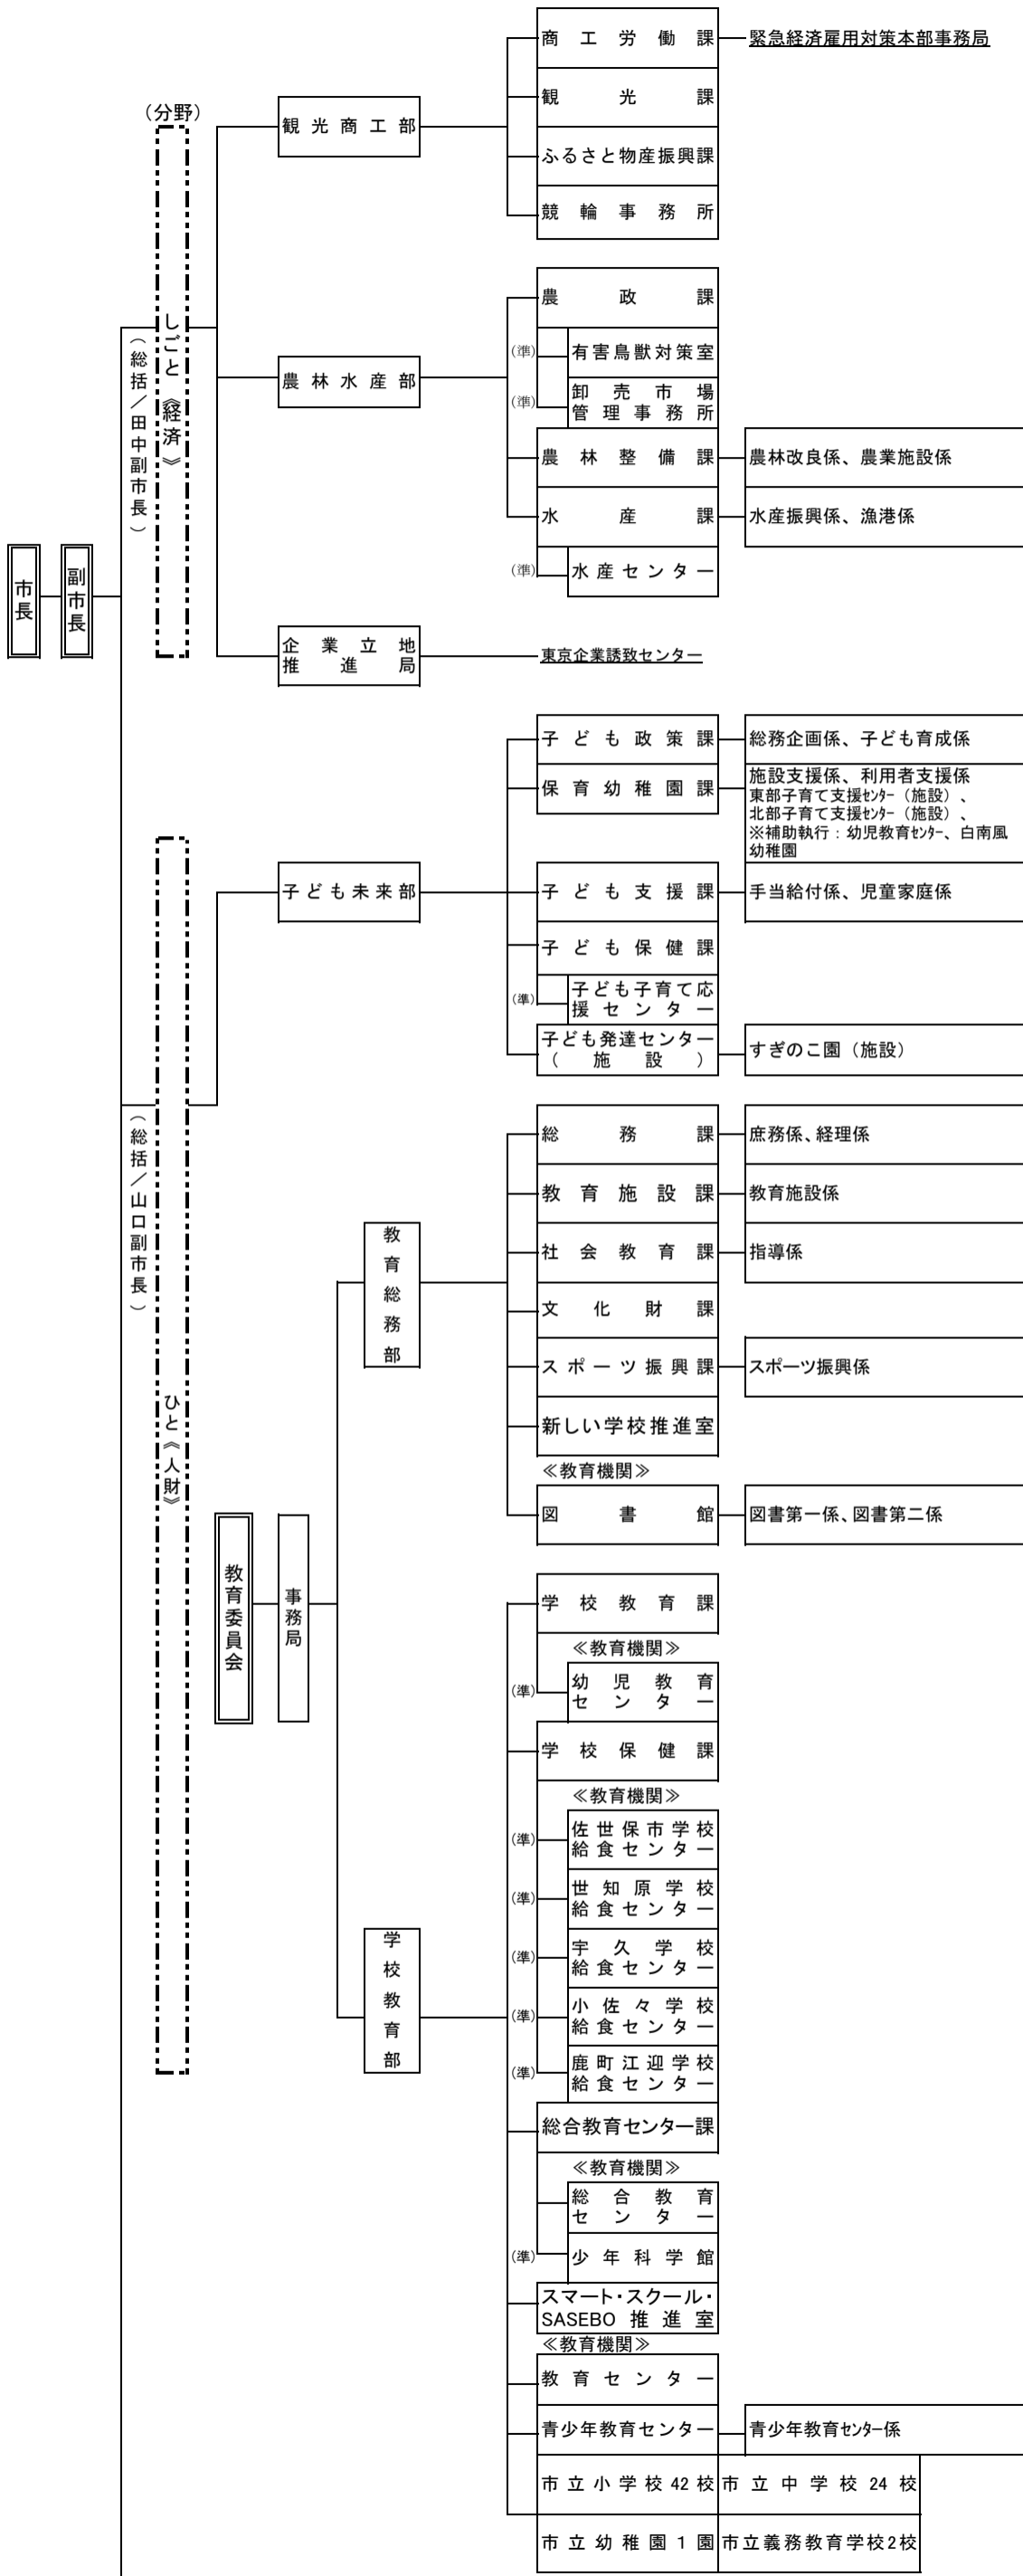 (分野)
しごと《経済》
(総括/田中副市長)
市長
副市長
観光商工部
商工労働課
緊急経済雇用対策本部事務局
観光課
ふるさと物産振興課
競輪事務所
農林水産部
農政課
(準)
有害鳥獣対策室
(準)
卸売市場
管理事務所
農林整備課
農林改良係、農業施設係
水産課
水産振興係、漁港係
(準)
水産センター
企業立地
推進局
東京企業誘致センター
ひと《人財》
(総括/山口副市長)
子ども未来部
子ども政策課
総務企画係、子ども育成係
保育幼稚園課
施設支援係、利用者支援係
東部子育て支援センター(施設)、
北部子育て支援センター(施設)、
※補助執行:幼児教育センター、白南風
幼稚園
子ども支援課
手当給付係、児童家庭係
子ども保健課
(準)
子ども子育て応
援センター
子ども発達センター
(施設)
すぎのこ園(施設)
教育委員会
事務局
教育総務部
総務課
庶務係、経理係
教育施設課
教育施設係
社会教育課
指導係
文化財課
スポーツ振興課
スポーツ振興係
新しい学校推進室
≪教育機関≫
図書館
図書第一係、図書第二係
学校教育部
学校教育課
≪教育機関≫
(準)
幼児教育
センター
学校保健課
≪教育機関≫
(準)
佐世保市学校
給食センター
(準)
世知原学校
給食センター
(準)
宇久学校
給食センター
(準)
小佐々学校
給食センター
(準)
鹿町江迎学校
給食センター
総合教育センター課
≪教育機関≫
総合教育
センター
(準)
少年科学館
スマート・スクール・
SASEBO推進室
≪教育機関≫
教育センター
青少年教育センター
青少年教育センター係
市立小学校42校
市立中学校24校
市立幼稚園1園
市立義務教育学校2校